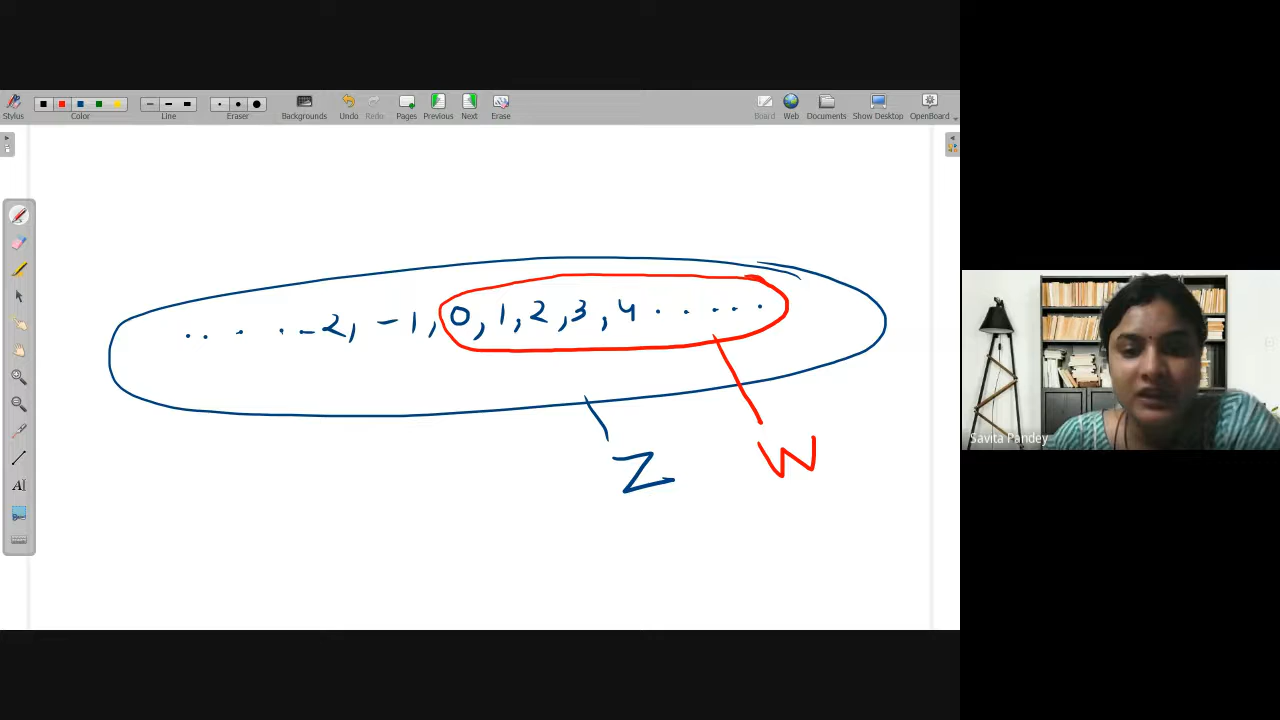 Stylus Color Line Eraser Backgrounds Undo Redo Pages Previous Next Erase Board Web Documents Show Desktop OpenBoard
.. . . -2, -1, 0, 1, 2, 3, 4 . . . . .
Z W
Savita Pandey